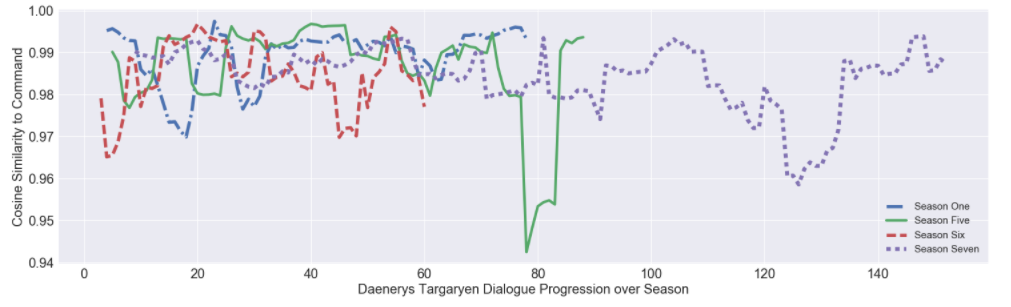 1.00
0.99
0.98
0.97
0.96
0.95
0.94
Cosine Similarity to Command
0 20 40 60 80 100 120 140
Daenerys Targaryen Dialogue Progression over Season
Season One
Season Five
Season Six
Season Seven